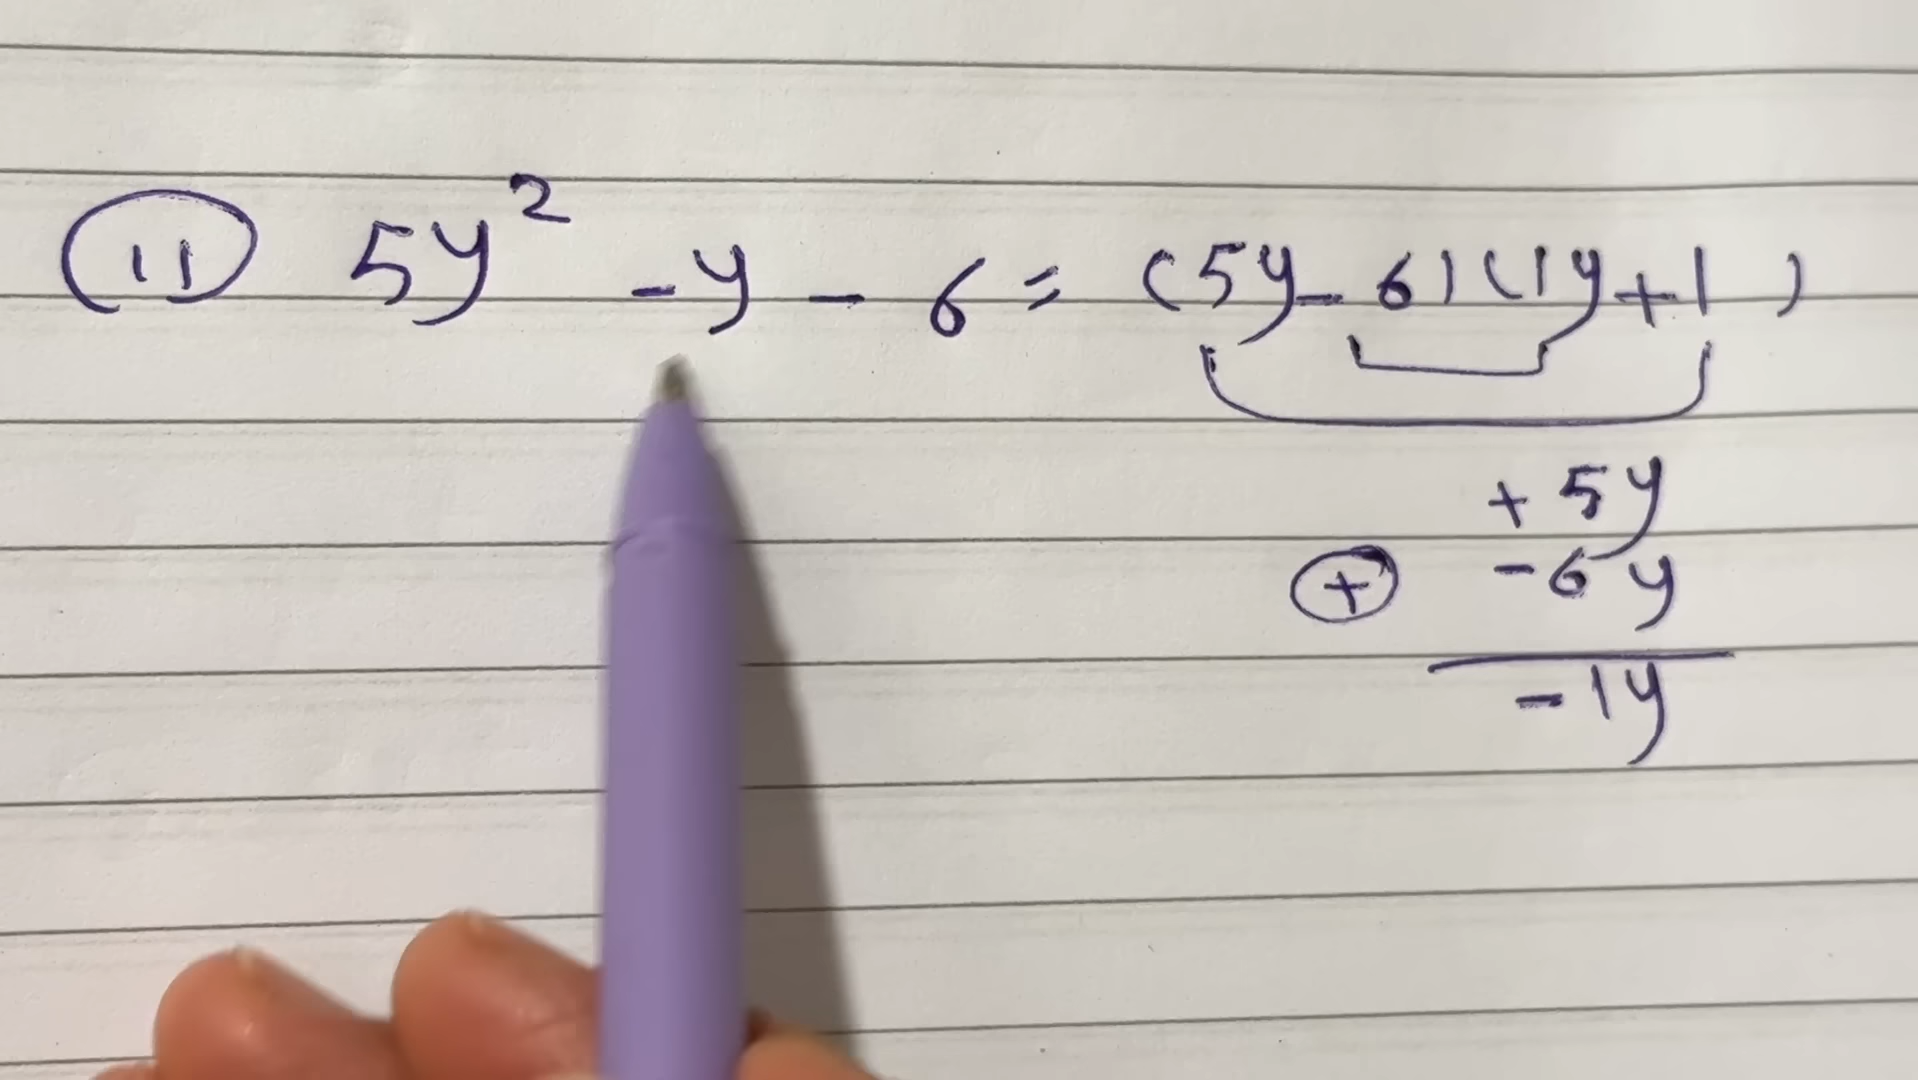 (11) 5y² - y - 6 = (5y - 6)(1y + 1)
+ 5y
(+) - 6y
- 1y